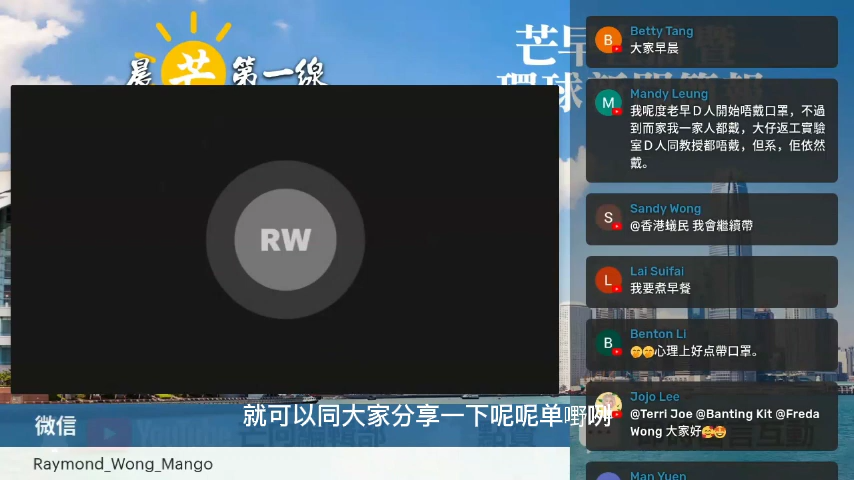 晨芒第一線
RW
就可以同大家分享一下呢呢单嘢咧
微信
Raymond_Wong_Mango
Betty Tang
大家早晨
Mandy Leung
我呢度老早Ｄ人開始唔戴口罩，不過
到而家我一家人都戴，大仔返工實驗
室Ｄ人同教授都唔戴，但系，佢依然
戴。
Sandy Wong
@香港蟻民 我會繼續帶
Lai Suifai
我要煮早餐
Benton Li
🤭🤭心理上好点帶口罩。
Jojo Lee
@Terri Joe @Banting Kit @Freda
Wong 大家好🥰🤩
Man Yuen